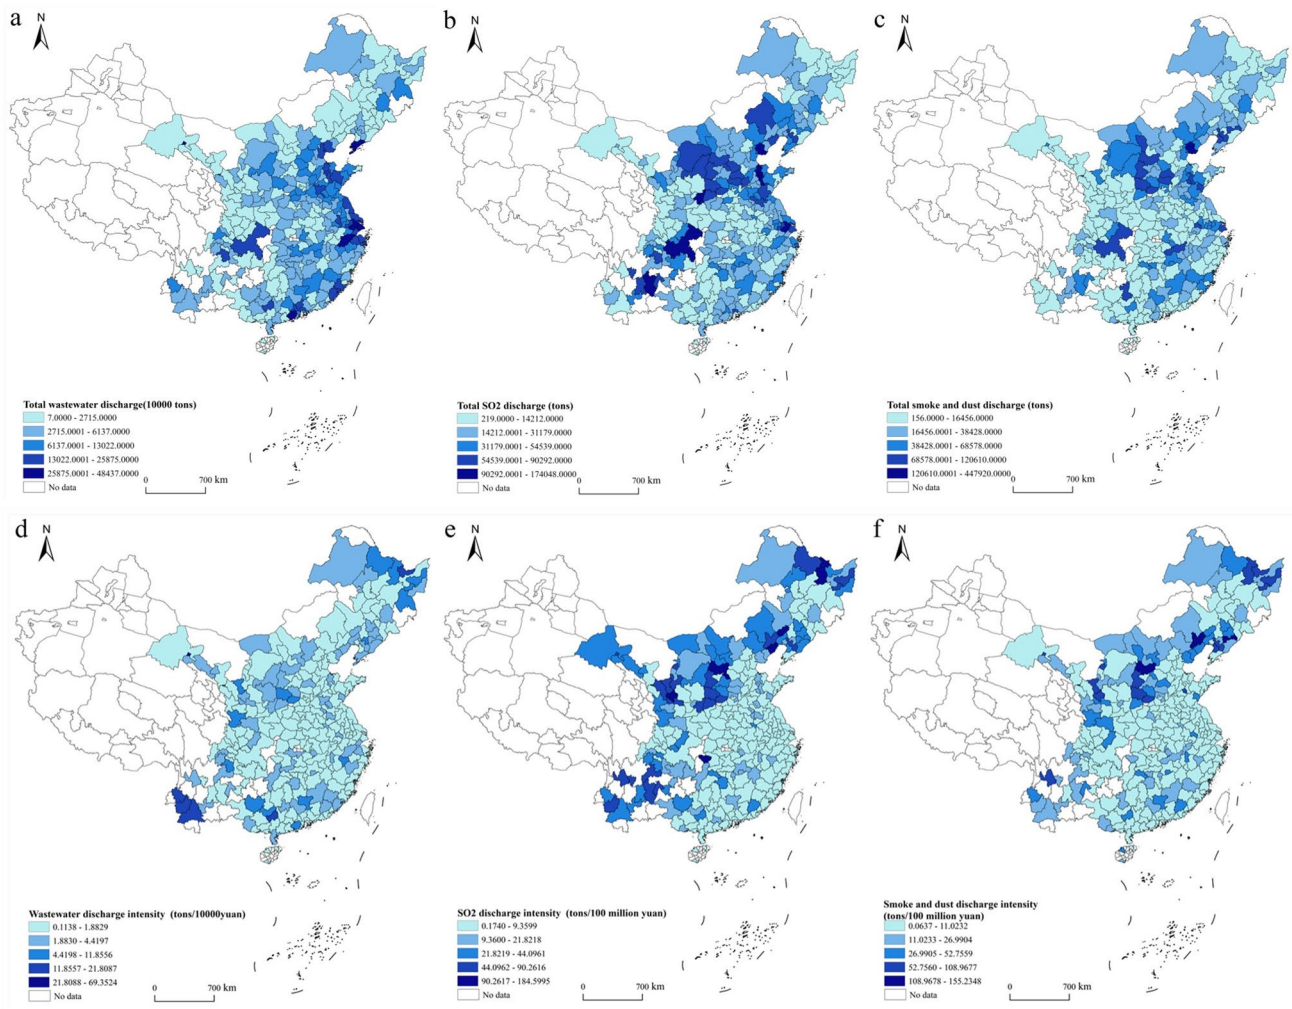 a
N
Total wastewater discharge(10000 tons)
7.0000 - 2715.0000
2715.0001 - 6137.0000
6137.0001 - 13022.0000
13022.0001 - 25875.0000
25875.0001 - 48437.0000
No data
0 700 km
b
N
Total SO2 discharge (tons)
219.0000 - 14212.0000
14212.0001 - 31179.0000
31179.0001 - 54539.0000
54539.0001 - 90292.0000
90292.0001 - 174048.0000
No data
0 700 km
c
N
Total smoke and dust discharge (tons)
156.0000 - 16456.0000
16456.0001 - 38428.0000
38428.0001 - 68578.0000
68578.0001 - 120610.0000
120610.0001 - 447920.0000
No data
0 700 km
d
N
Wastewater discharge intensity (tons/10000yuan)
0.1138 - 1.8829
1.8830 - 4.4197
4.4198 - 11.8556
11.8557 - 21.8087
21.8088 - 69.3524
No data
0 700 km
e
N
SO2 discharge intensity (tons/100 million yuan)
0.1740 - 9.3599
9.3600 - 21.8218
21.8219 - 44.0961
44.0962 - 90.2616
90.2617 - 184.5995
No data
0 700 km
f
N
Smoke and dust discharge intensity
(tons/100 million yuan)
0.0637 - 11.0232
11.0233 - 26.9904
26.9905 - 52.7559
52.7560 - 108.9677
108.9678 - 155.2348
No data
0 700 km